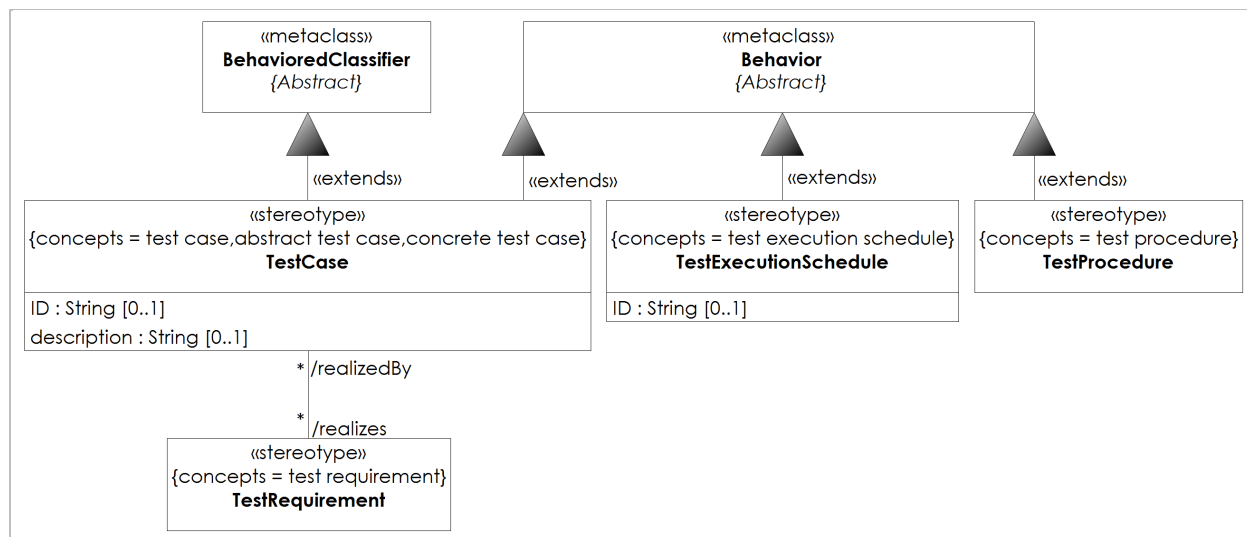 «metaclass»
BehavioredClassifier
{Abstract}
«metaclass»
Behavior
{Abstract}
«extends»
«extends»
«extends»
«extends»
«stereotype»
{concepts = test case,abstract test case,concrete test case}
TestCase
ID : String [0..1]
description : String [0..1]
«stereotype»
{concepts = test execution schedule}
TestExecutionSchedule
ID : String [0..1]
«stereotype»
{concepts = test procedure}
TestProcedure
* /realizedBy
* /realizes
«stereotype»
{concepts = test requirement}
TestRequirement